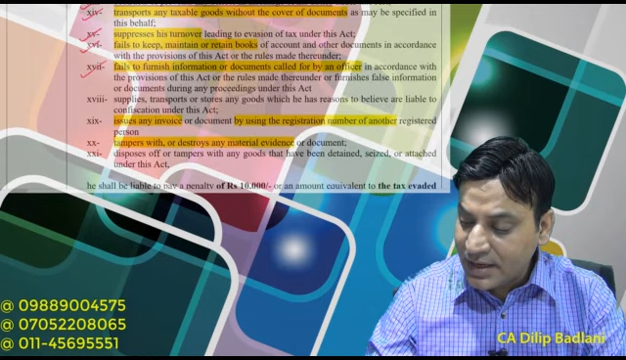 xiv- transports any taxable goods without the cover of documents as may be specified in
this behalf;
xv- suppresses his turnover leading to evasion of tax under this Act;
xvi- fails to keep, maintain or retain books of account and other documents in accordance
with the provisions of this Act or the rules made thereunder;
xvii- fails to furnish information or documents called for by an officer in accordance with
the provisions of this Act or the rules made thereunder or furnishes false information
or documents during any proceedings under this Act
xviii- supplies, transports or stores any goods which he has reasons to believe are liable to
confiscation under this Act;
xix- issues any invoice or document by using the registration number of another registered
person
xx- tampers with, or destroys any material evidence or document;
xxi- disposes off or tampers with any goods that have been detained, seized, or attached
under this Act,
he shall be liable to pay a penalty of Rs 10,000/- or an amount equivalent to the tax evaded
@ 09889004575
@ 07052208065
@ 011-45695551
CA Dilip Badlani